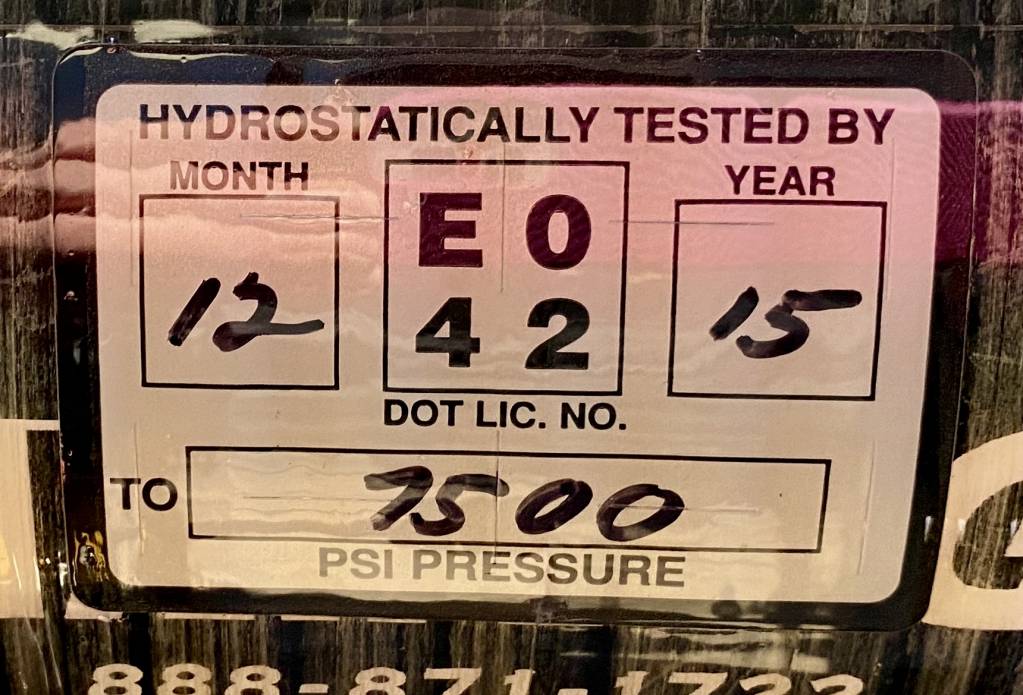 HYDROSTATICALLY TESTED BY
MONTH
YEAR
E 0
4 2
12
15
DOT LIC. NO.
TO 7500
PSI PRESSURE